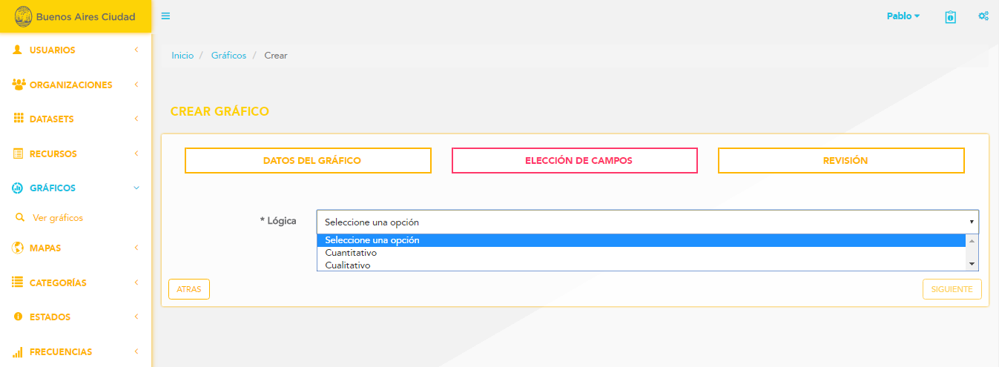 Buenos Aires Ciudad
Pablo
USUARIOS
ORGANIZACIONES
DATASETS
RECURSOS
GRÁFICOS
Ver gráficos
MAPAS
CATEGORÍAS
ESTADOS
FRECUENCIAS
Inicio / Gráficos / Crear
CREAR GRÁFICO
DATOS DEL GRÁFICO
ELECCIÓN DE CAMPOS
REVISIÓN
* Lógica
Seleccione una opción
Seleccione una opción
Cuantitativo
Cualitativo
ATRAS
SIGUIENTE